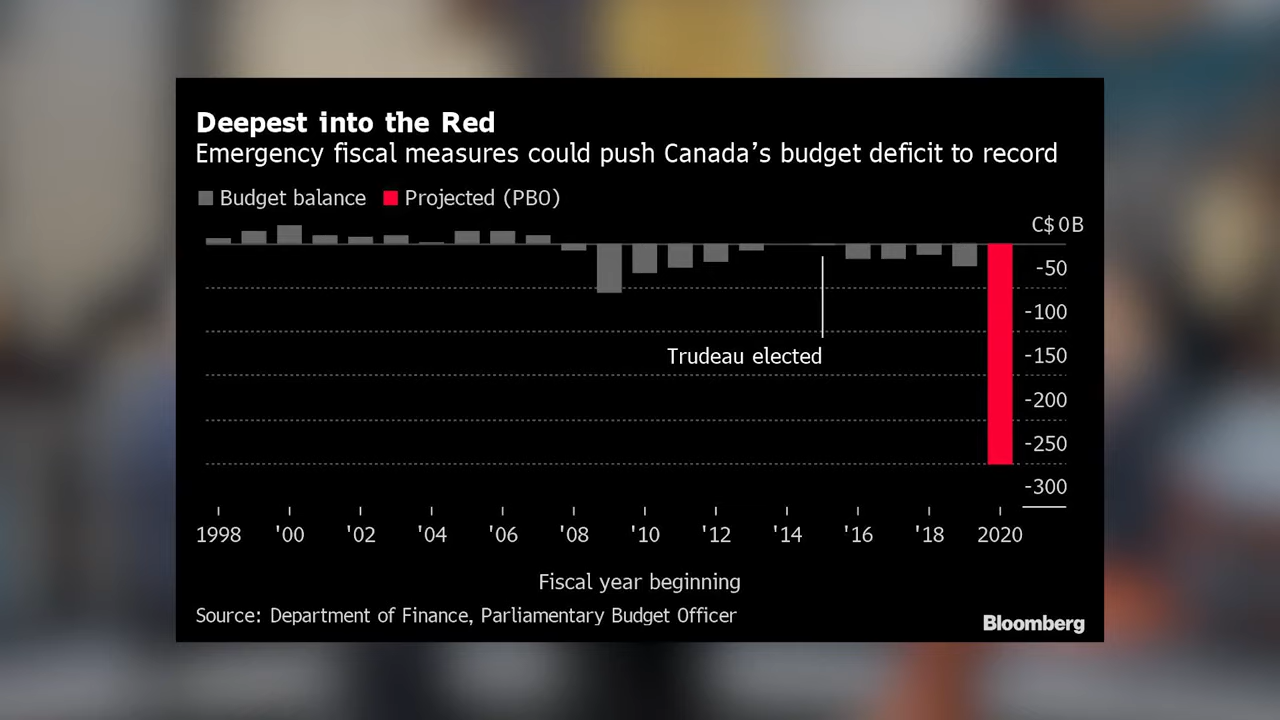 Deepest into the Red
Emergency fiscal measures could push Canada's budget deficit to record
Budget balance Projected (PBO)
C$ 0B
-50
-100
-150
Trudeau elected
-200
-250
-300
1998 '00 '02 '04 '06 '08 '10 '12 '14 '16 '18 2020
Fiscal year beginning
Source: Department of Finance, Parliamentary Budget Officer
Bloomberg